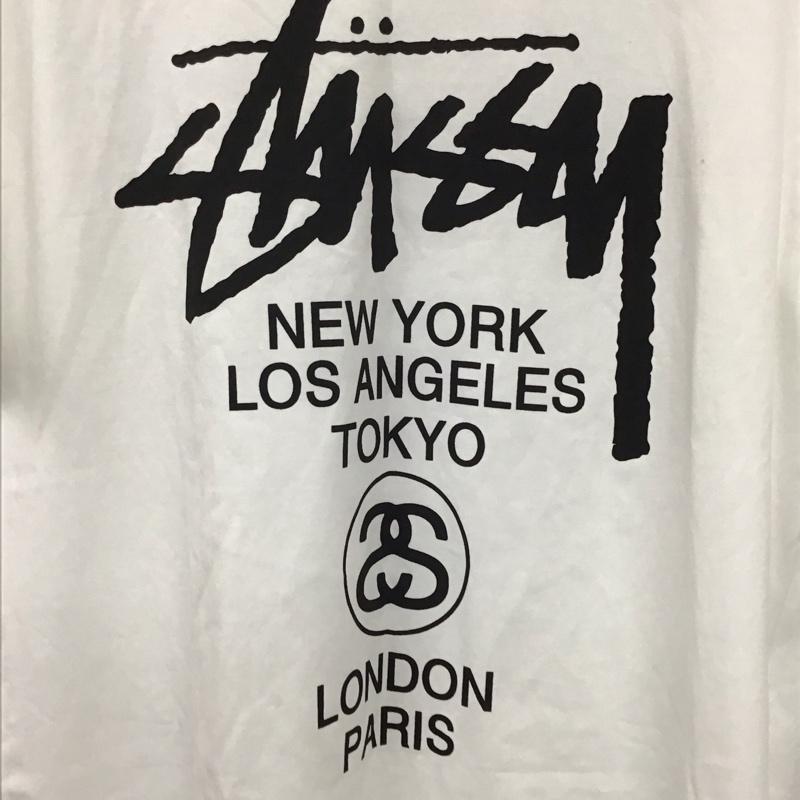 Stüssy
NEW YORK
LOS ANGELES
TOKYO
SS
LONDON
PARIS